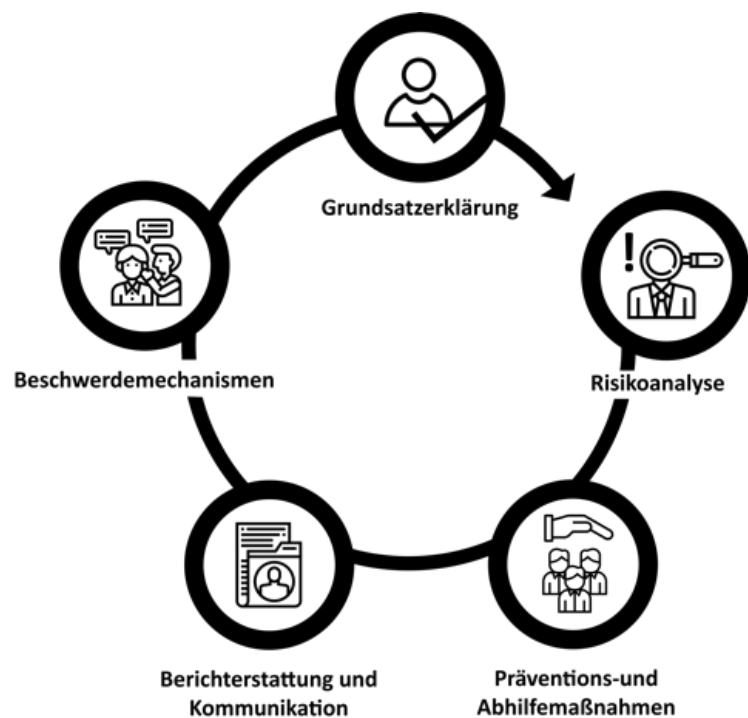 Grundsatzerklärung
Risikoanalyse
Präventions-und
Abhilfemaßnahmen
Berichterstattung und
Kommunikation
Beschwerdemechanismen